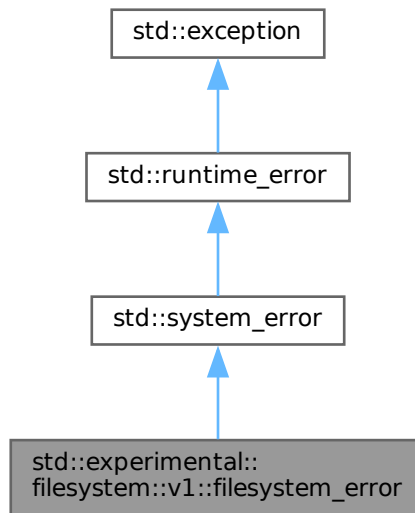 std::exception
std::runtime_error
std::system_error
std::experimental::
filesystem::v1::filesystem_error